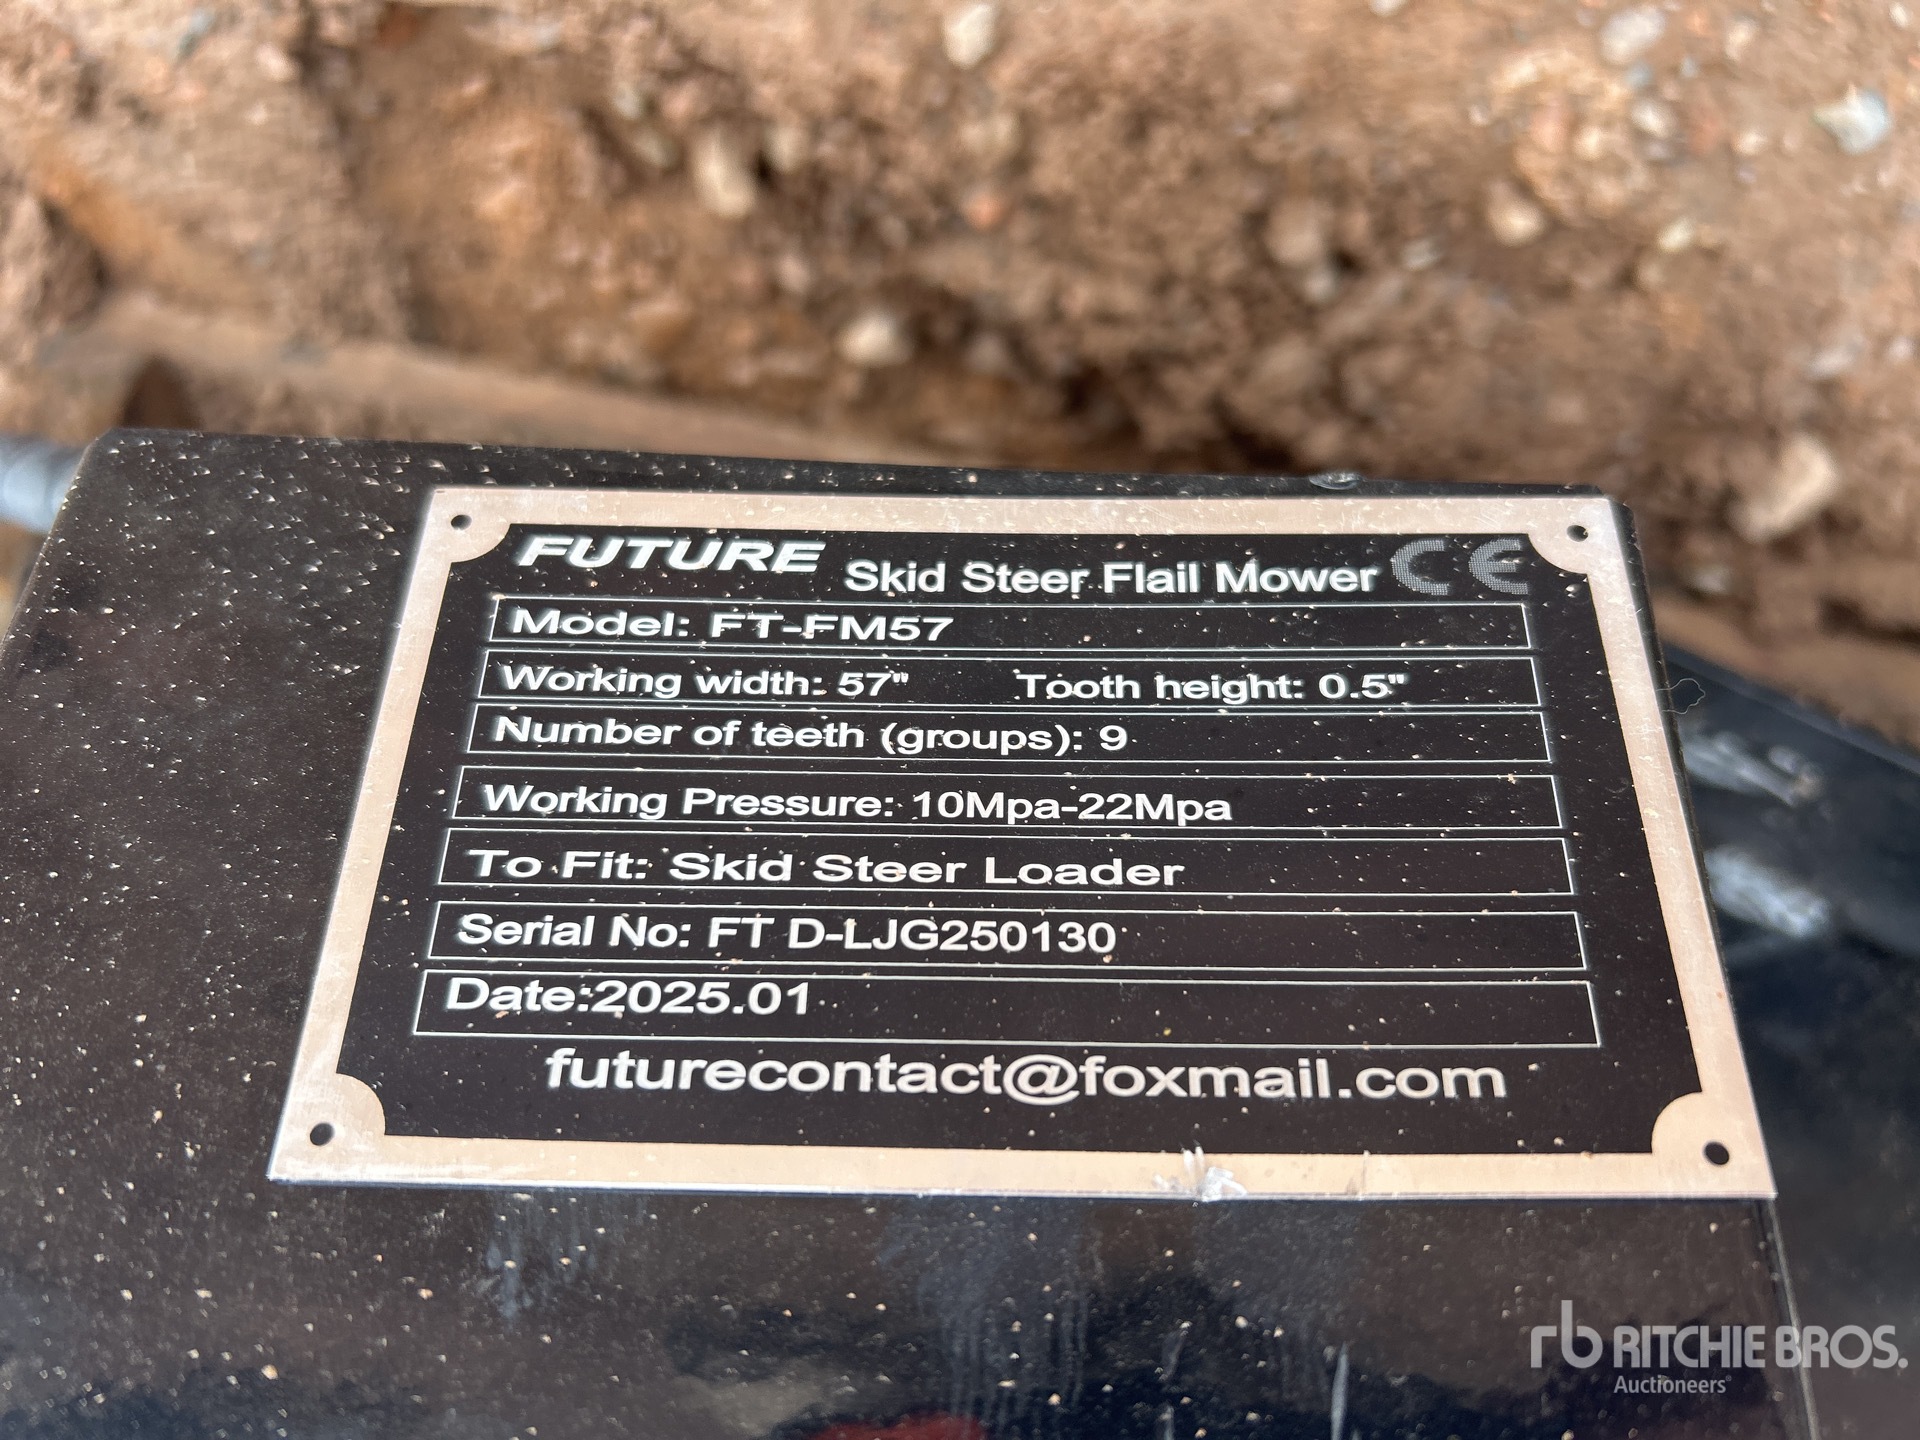 FUTURE Skid Steer Flail Mower CE
Model: FT-FM57
Working width: 57" Tooth height: 0.5"
Number of teeth (groups): 9
Working Pressure: 10Mpa-22Mpa
To Fit: Skid Steer Loader
Serial No: FT D-LJG250130
Date:2025.01
futurecontact@foxmail.com
rb RITCHIE BROS.
Auctioneers